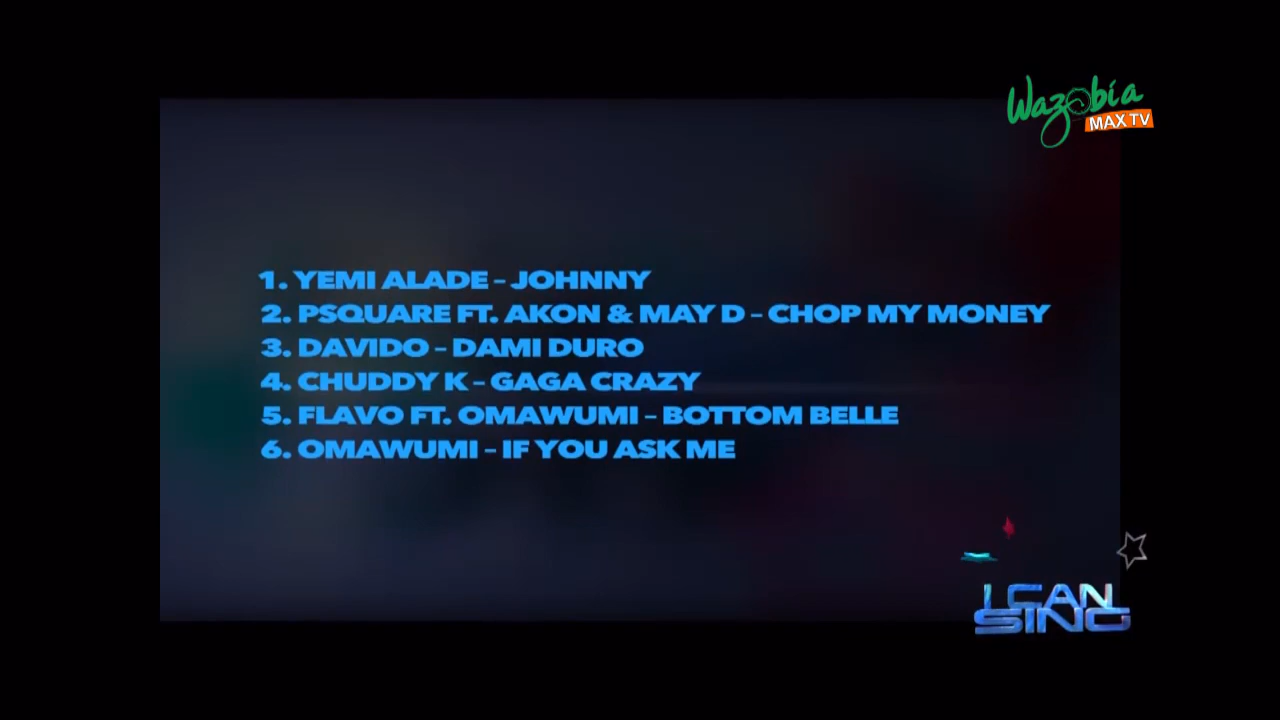 Wazobia
MAX TV
1. YEMI ALADE – JOHNNY
2. PSQUARE FT. AKON & MAY D – CHOP MY MONEY
3. DAVIDO – DAMI DURO
4. CHUDDY K – GAGA CRAZY
5. FLAVO FT. OMAWUMI – BOTTOM BELLE
6. OMAWUMI – IF YOU ASK ME
I CAN
SING